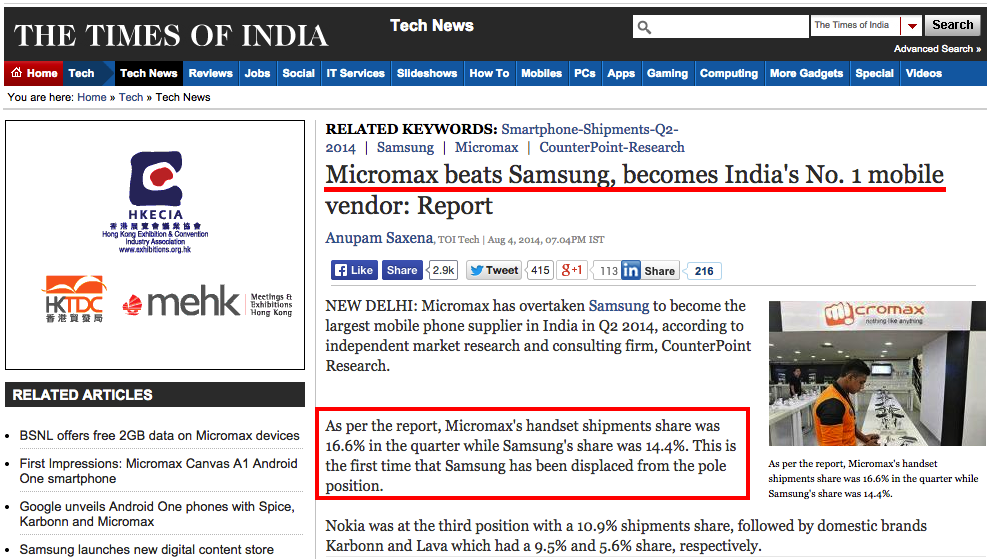 THE TIMES OF INDIA
Tech News
The Times of India
Search
Advanced Search »
Home Tech Tech News Reviews Jobs Social IT Services Slideshows How To Mobiles PCs Apps Gaming Computing More Gadgets Special Videos
You are here: Home » Tech » Tech News
HKECIA
香港展覽會議業協會
Hong Kong Exhibition & Convention
Industry Association
www.exhibitions.org.hk
HKTDC
香港貿發局
mehk
Meetings &
Exhibitions
Hong Kong
RELATED ARTICLES
BSNL offers free 2GB data on Micromax devices
First Impressions: Micromax Canvas A1 Android
One smartphone
Google unveils Android One phones with Spice,
Karbonn and Micromax
Samsung launches new digital content store
RELATED KEYWORDS: Smartphone-Shipments-Q2-
2014 | Samsung | Micromax | CounterPoint-Research
Micromax beats Samsung, becomes India's No. 1 mobile
vendor: Report
Anupam Saxena, TOI Tech | Aug 4, 2014, 07.04PM IST
Like Share 2.9k Tweet 415 g+1 113 in Share 216
NEW DELHI: Micromax has overtaken Samsung to become the
largest mobile phone supplier in India in Q2 2014, according to
independent market research and consulting firm, CounterPoint
Research.
As per the report, Micromax's handset shipments share was
16.6% in the quarter while Samsung's share was 14.4%. This is
the first time that Samsung has been displaced from the pole
position.
Nokia was at the third position with a 10.9% shipments share, followed by domestic brands
Karbonn and Lava which had a 9.5% and 5.6% share, respectively.
micromax
nothing like anything
As per the report, Micromax's handset
shipments share was 16.6% in the quarter while
Samsung's share was 14.4%.